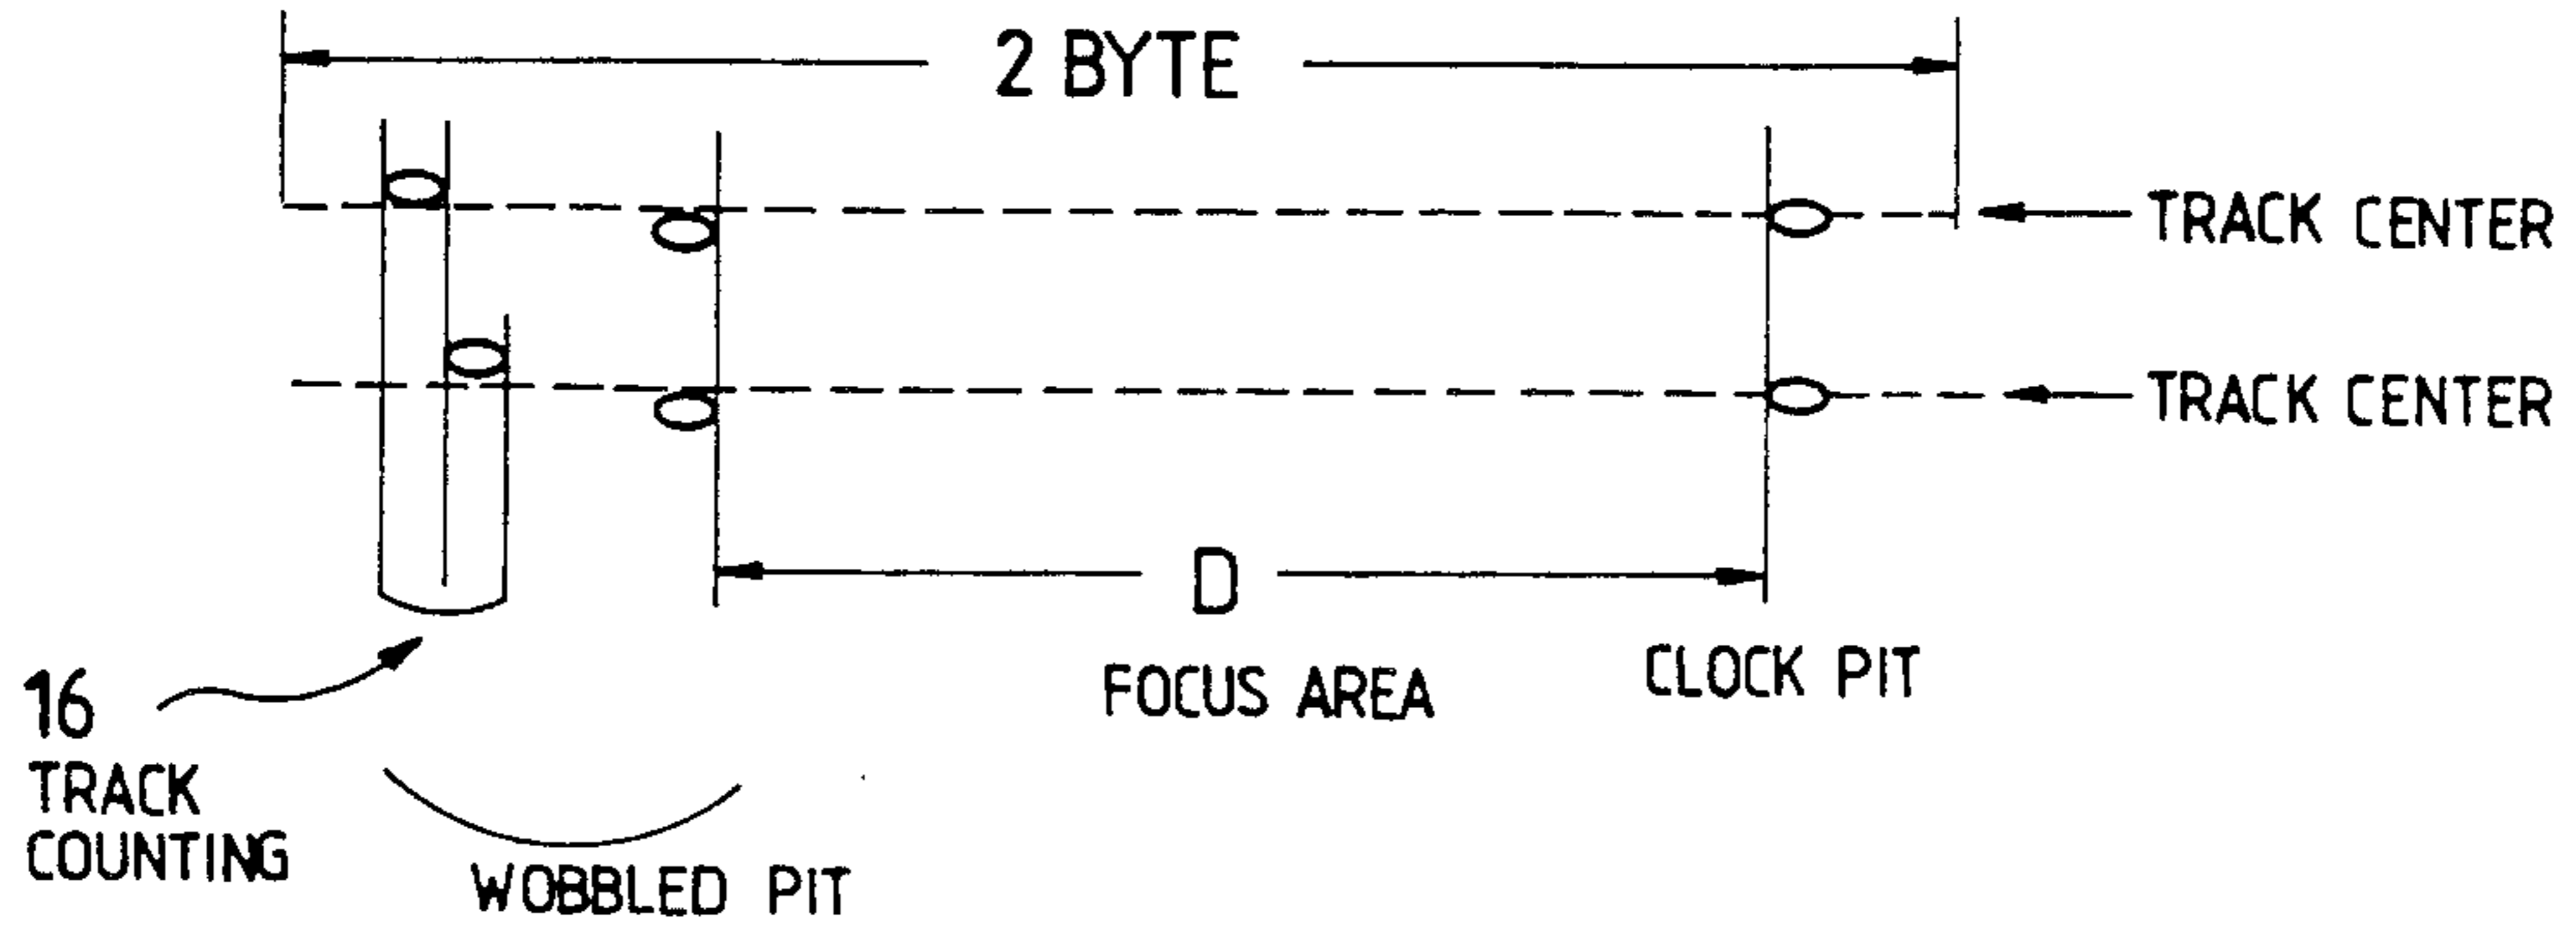 2 BYTE
TRACK CENTER
TRACK CENTER
D
FOCUS AREA
CLOCK PIT
16
TRACK
COUNTING
WOBBLED PIT